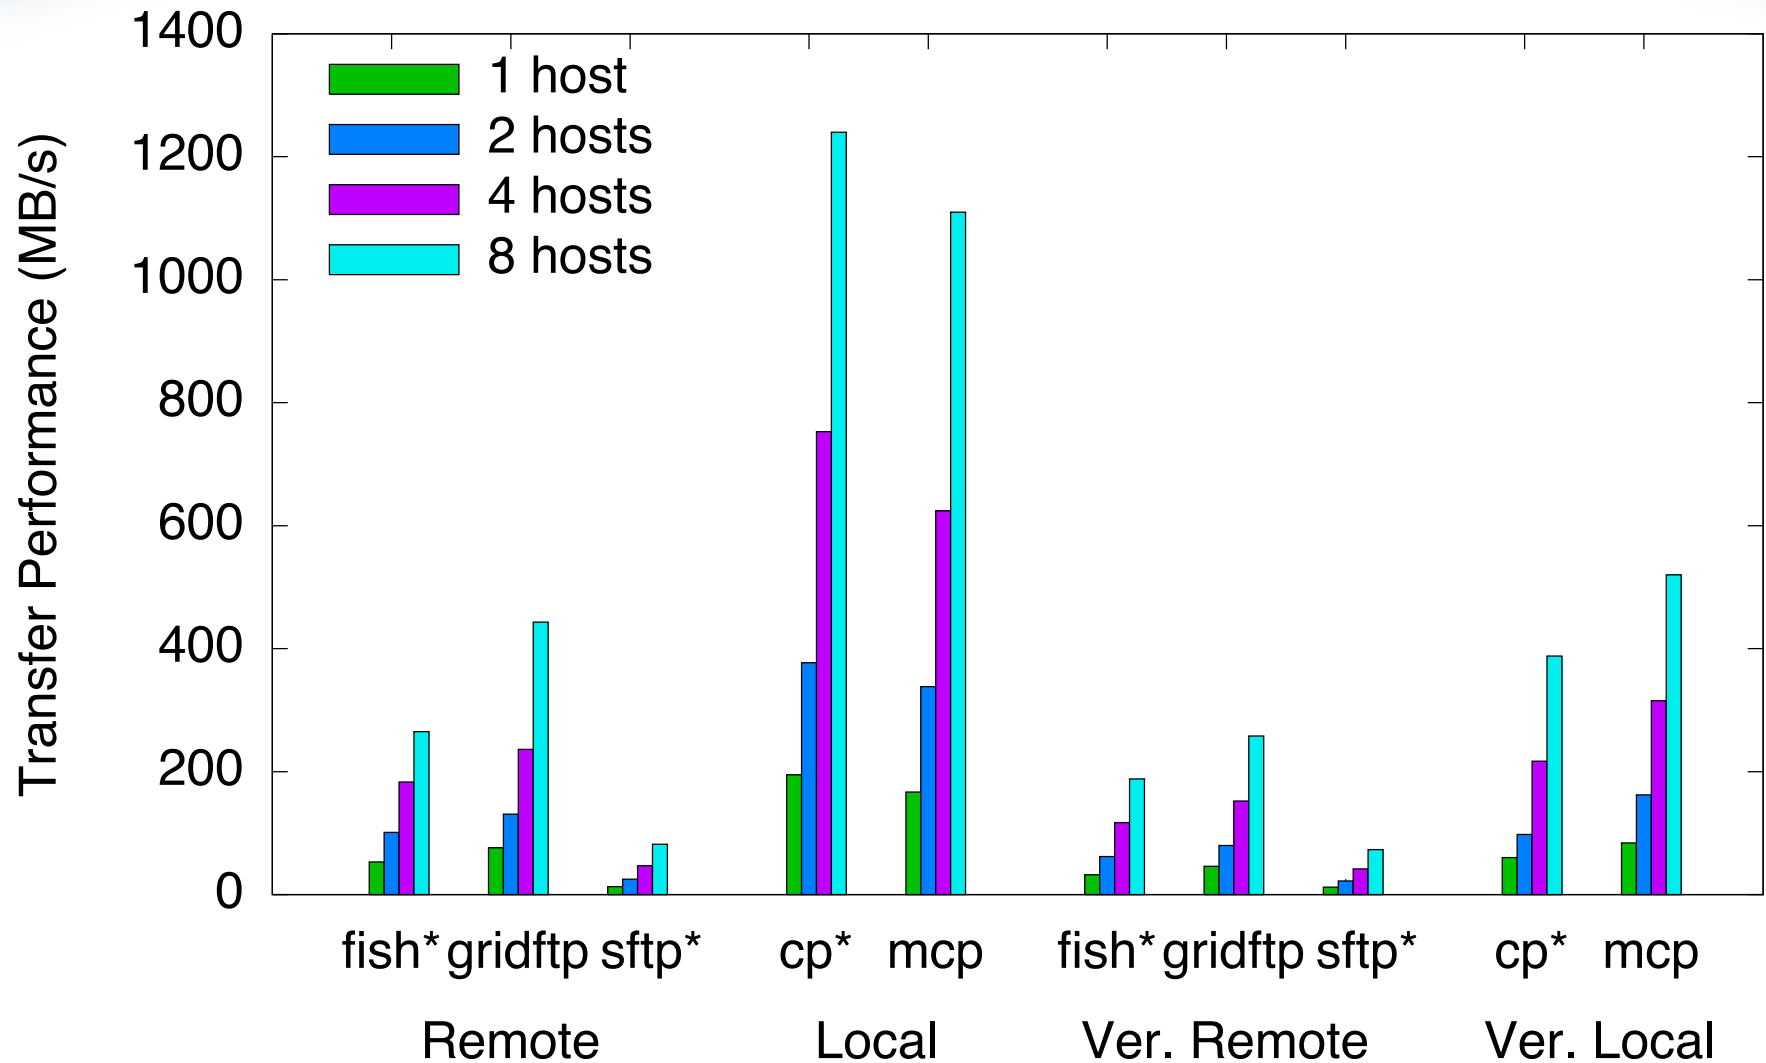 Transfer Performance (MB/s)
1400
1200
1000
800
600
400
200
0
1 host
2 hosts
4 hosts
8 hosts
fish* gridftp sftp* cp* mcp fish* gridftp sftp* cp* mcp
Remote Local Ver. Remote Ver. Local